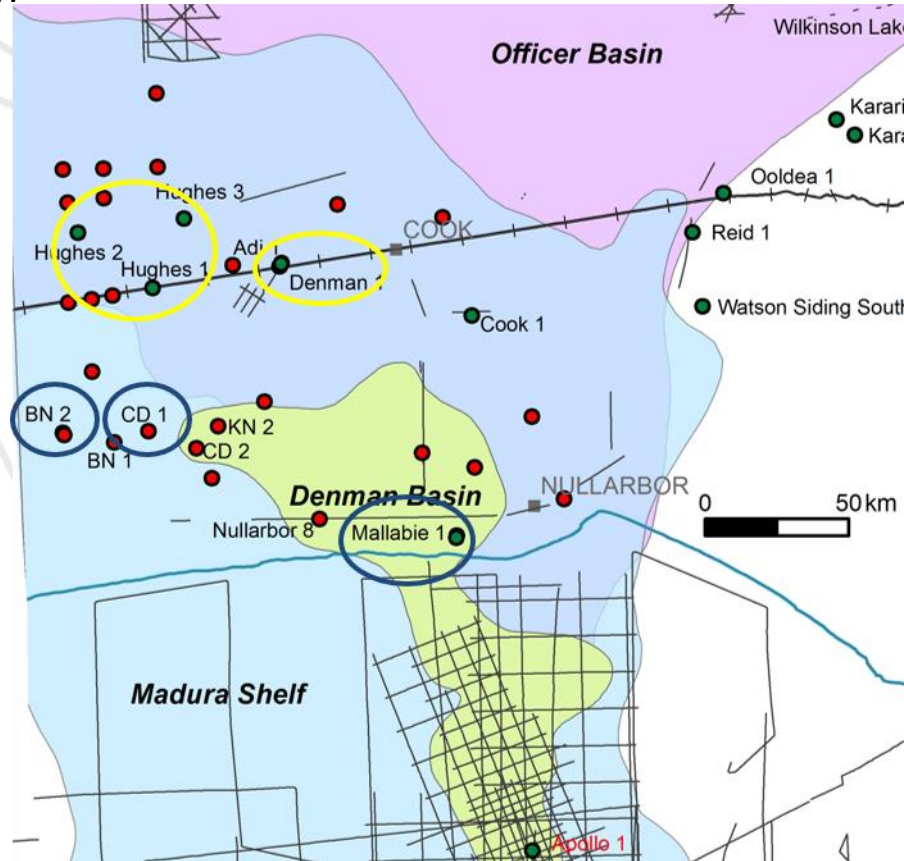 Wilkinson Lake
Officer Basin
Karari
Kara
Ooldea 1
Hughes 3
Reid 1
COOK
Hughes 2
Adj 1
Hughes 1
Denman 1
Watson Siding South
Cook 1
BN 2
CD 1
KN 2
BN 1
CD 2
NULLARBOR
0 50 km
Denman Basin
Nullarbor 8
Mallabie 1
Madura Shelf
Apollo 1